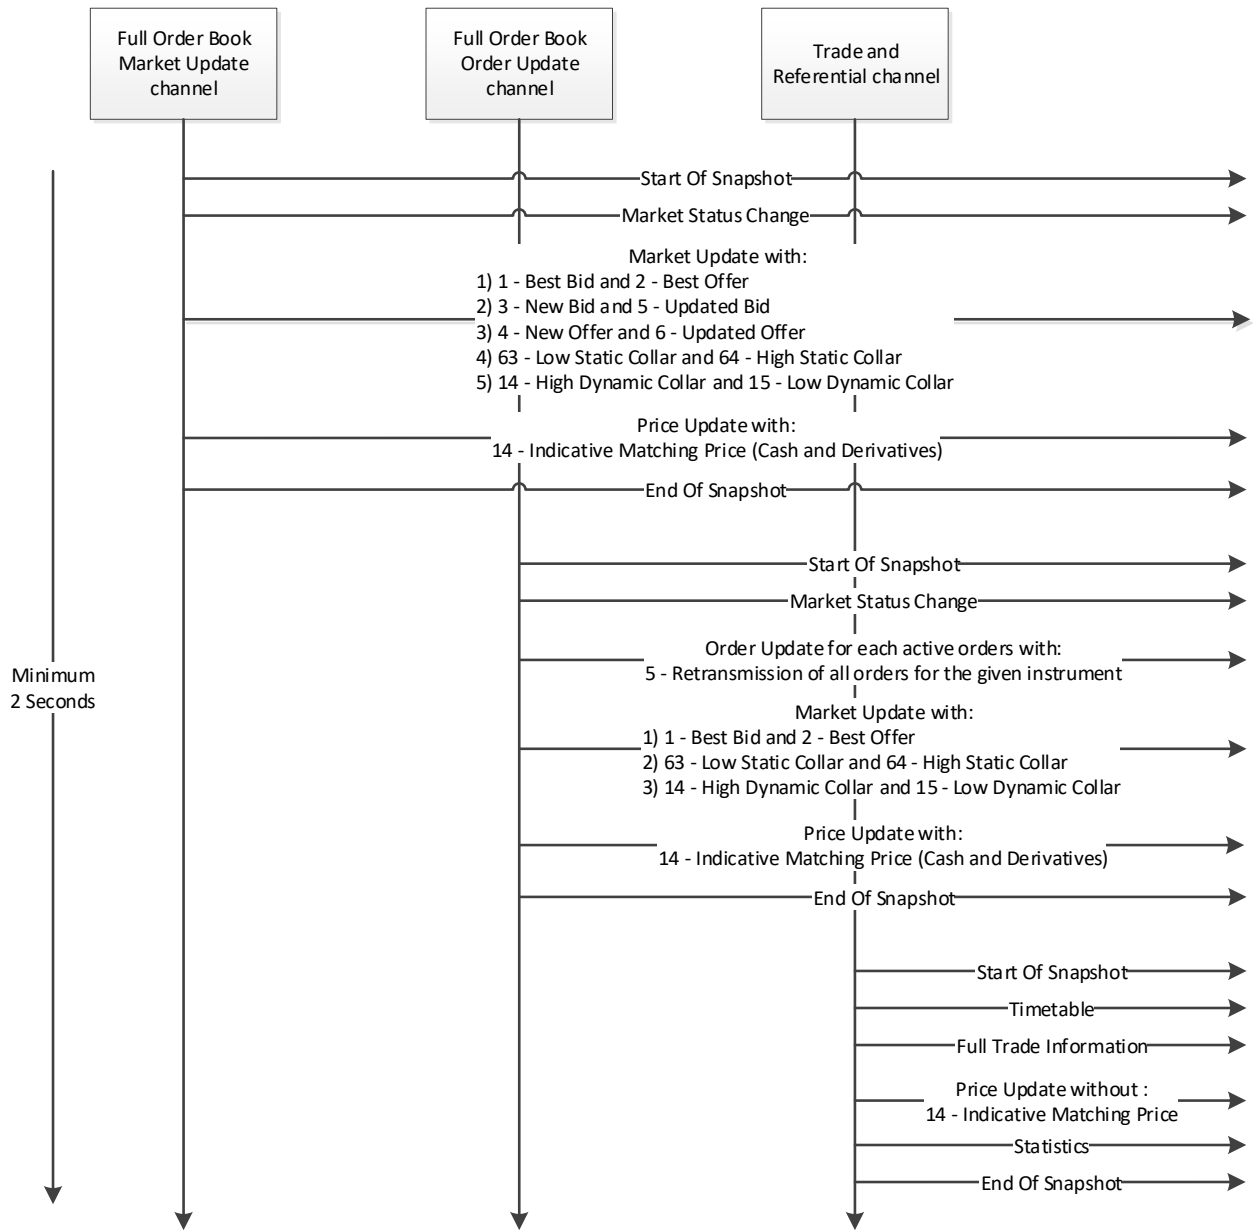 Full Order Book
Market Update
channel
Full Order Book
Order Update
channel
Trade and
Referential channel
Start Of Snapshot
Market Status Change
Market Update with:
1) 1 - Best Bid and 2 - Best Offer
2) 3 - New Bid and 5 - Updated Bid
3) 4 - New Offer and 6 - Updated Offer
4) 63 - Low Static Collar and 64 - High Static Collar
5) 14 - High Dynamic Collar and 15 - Low Dynamic Collar
Price Update with:
14 - Indicative Matching Price (Cash and Derivatives)
End Of Snapshot
Start Of Snapshot
Market Status Change
Order Update for each active orders with:
5 - Retransmission of all orders for the given instrument
Minimum
2 Seconds
Market Update with:
1) 1 - Best Bid and 2 - Best Offer
2) 63 - Low Static Collar and 64 - High Static Collar
3) 14 - High Dynamic Collar and 15 - Low Dynamic Collar
Price Update with:
14 - Indicative Matching Price (Cash and Derivatives)
End Of Snapshot
Start Of Snapshot
Timetable
Full Trade Information
Price Update without :
14 - Indicative Matching Price
Statistics
End Of Snapshot